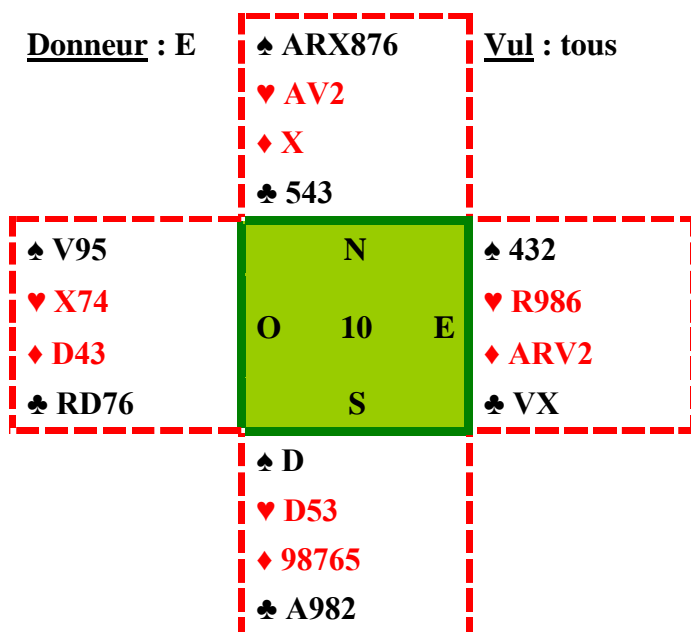 Donneur : E
♠ ARX876
Vul : tous
♥ AV2
♦ X
♣ 543
♠ V95
N
♠ 432
♥ X74
♥ R986
O 10 E
♦ D43
♦ ARV2
♣ RD76
S
♣ VX
♠ D
♥ D53
♦ 98765
♣ A982